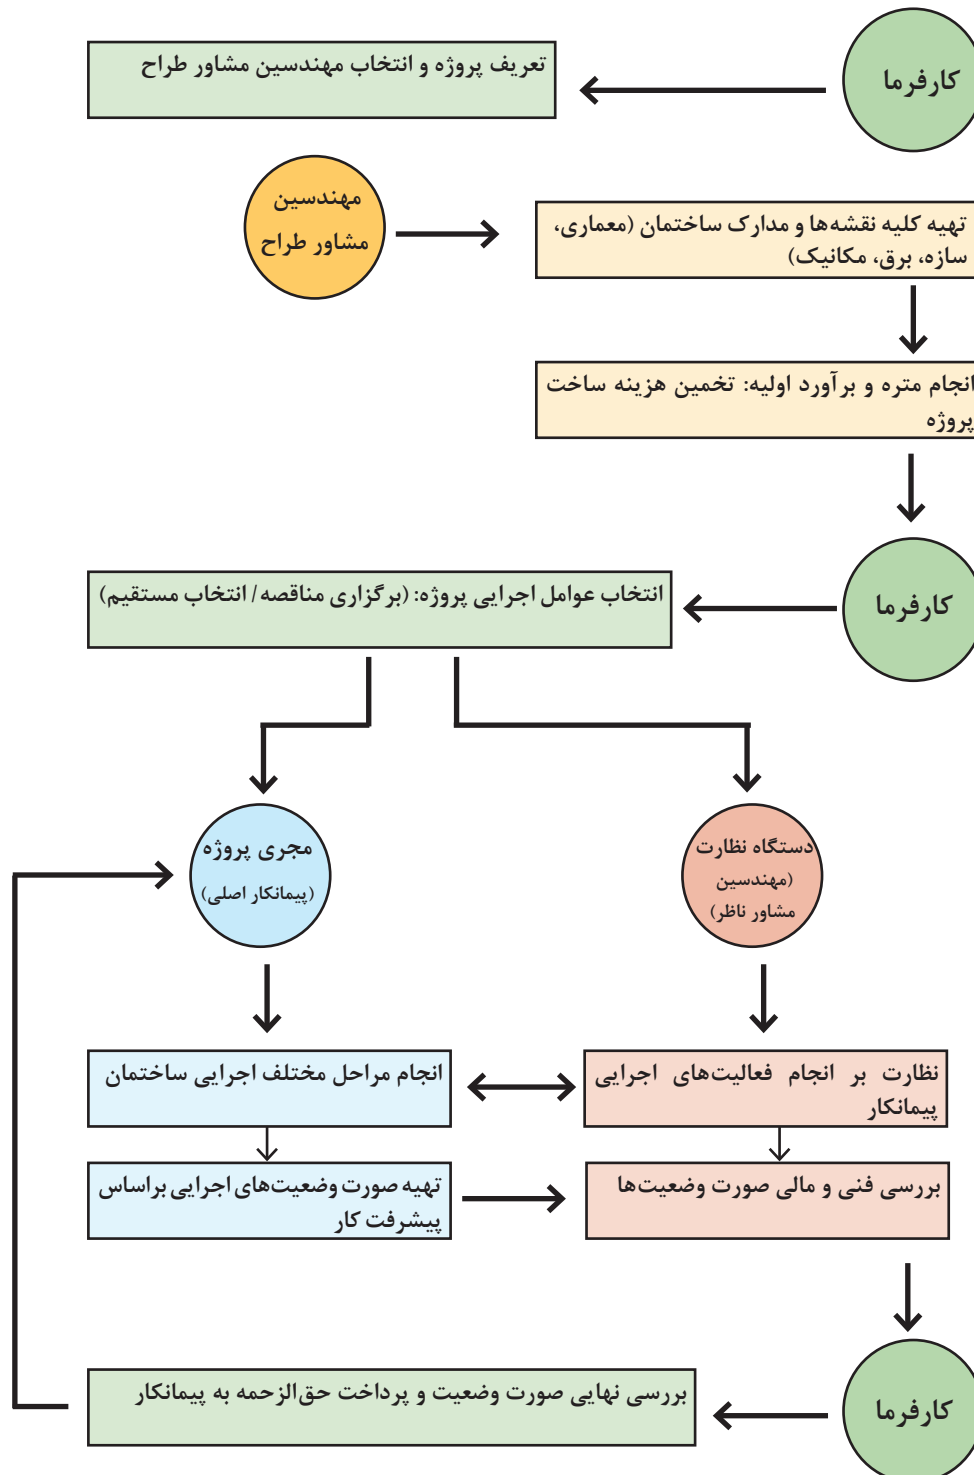 کارفرما
تعریف پروژه و انتخاب مهندسین مشاور طراح
مهندسین
مشاور طراح
تهیه کلیه نقشه‌ها و مدارک ساختمان (معماری،
سازه، برق، مکانیک)
انجام متره و برآورد اولیه: تخمین هزینه ساخت
پروژه
کارفرما
انتخاب عوامل اجرایی پروژه: (برگزاری مناقصه/ انتخاب مستقیم)
دستگاه نظارت
(مهندسین
مشاور ناظر)
مجری پروژه
(پیمانکار اصلی)
نظارت بر انجام فعالیت‌های اجرایی
پیمانکار
انجام مراحل مختلف اجرایی ساختمان
تهیه صورت وضعیت‌های اجرایی براساس
پیشرفت کار
بررسی فنی و مالی صورت وضعیت‌ها
کارفرما
بررسی نهایی صورت وضعیت و پرداخت حق‌الزحمه به پیمانکار